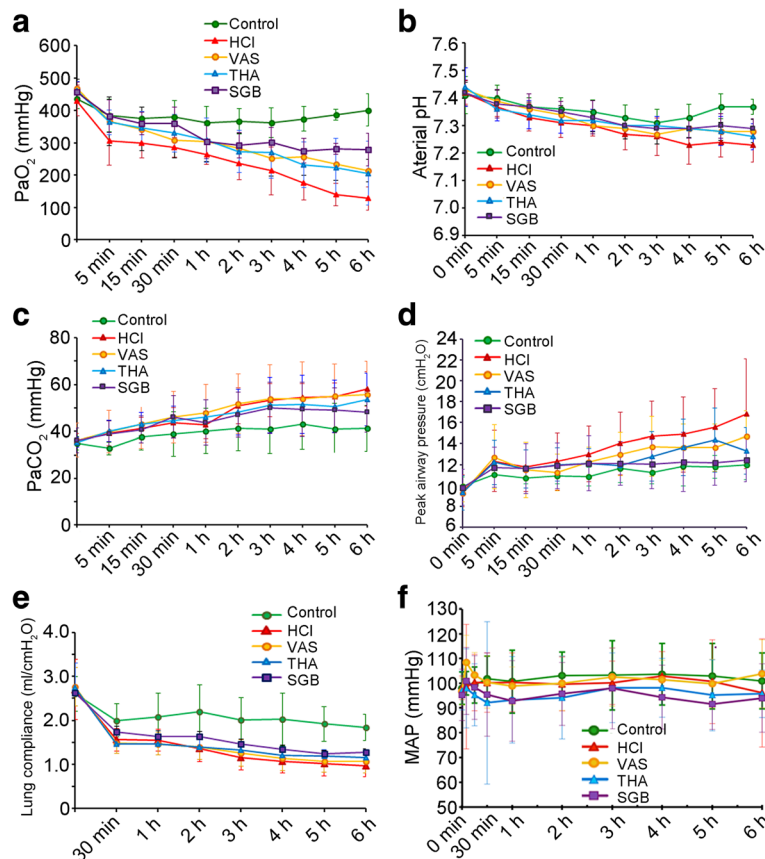 a
Control
HCl
VAS
THA
SGB
PaO2 (mmHg)
600
500
400
300
200
100
0
5 min
15 min
30 min
1 h
2 h
3 h
4 h
5 h
6 h
b
7.6
7.5
7.4
7.3
7.2
7.1
7.0
6.9
Aterial pH
Control
HCl
VAS
THA
SGB
0 min
5 min
15 min
30 min
1 h
2 h
3 h
4 h
5 h
6 h
c
Control
HCl
VAS
THA
SGB
PaCO2 (mmHg)
80
60
40
20
0
5 min
15 min
30 min
1 h
2 h
3 h
4 h
5 h
6 h
d
Peak airway pressure (cmH2O)
24
22
20
18
16
14
12
10
8
6
Control
HCl
VAS
THA
SGB
0 min
5 min
15 min
30 min
1 h
2 h
3 h
4 h
5 h
6 h
e
Lung compliance (ml/cmH2O)
4.0
3.0
2.0
1.0
0
Control
HCl
VAS
THA
SGB
30 min
1 h
2 h
3 h
4 h
5 h
6 h
f
MAP (mmHg)
130
120
110
100
90
80
70
60
50
Control
HCl
VAS
THA
SGB
0 min
30 min
1 h
2 h
3 h
4 h
5 h
6 h